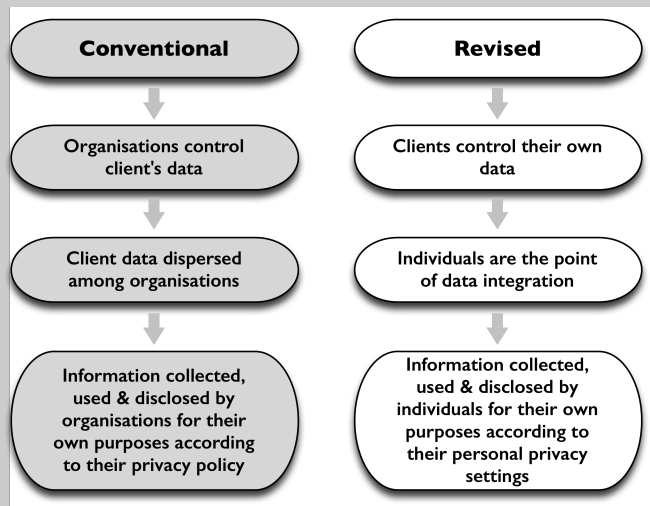 Conventional
Organisations control
client's data
Client data dispersed
among organisations
Information collected,
used & disclosed by
organisations for their
own purposes according
to their privacy policy
Revised
Clients control their own
data
Individuals are the point
of data integration
Information collected,
used & disclosed by
individuals for their own
purposes according to
their personal privacy
settings